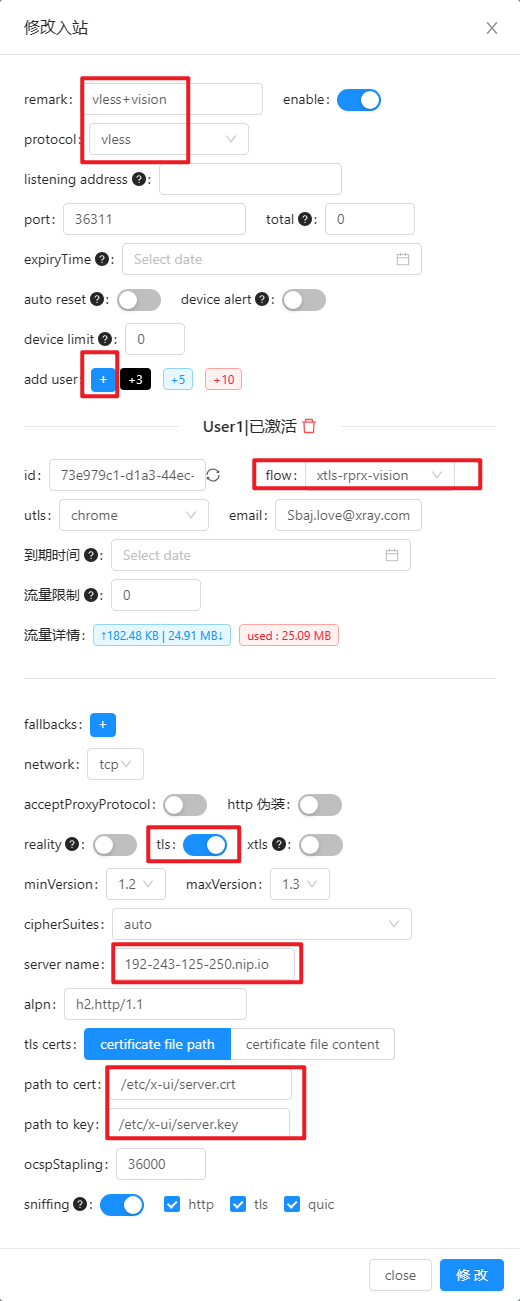 修改入站
remark: vless+vision enable:
protocol: vless
listening address ?:
port: 36311 total ?: 0
expiryTime ?: Select date
auto reset ?: device alert ?:
device limit ?: 0
add user: + +3 +5 +10
User1|已激活
id: 73e979c1-d1a3-44ec- flow: xtls-rprx-vision
utls: chrome email: Sbaj.love@xray.com
到期时间 ?: Select date
流量限制 ?: 0
流量详情: ↑182.48 KB | 24.91 MB↓ used : 25.09 MB
fallbacks: +
network: tcp
acceptProxyProtocol: http 伪装:
reality ?: tls: xtls ?:
minVersion: 1.2 maxVersion: 1.3
cipherSuites: auto
server name: 192-243-125-250.nip.io
alpn: h2,http/1.1
tls certs: certificate file path certificate file content
path to cert: /etc/x-ui/server.crt
path to key: /etc/x-ui/server.key
ocspStapling: 36000
sniffing ?: http tls quic
close 修 改